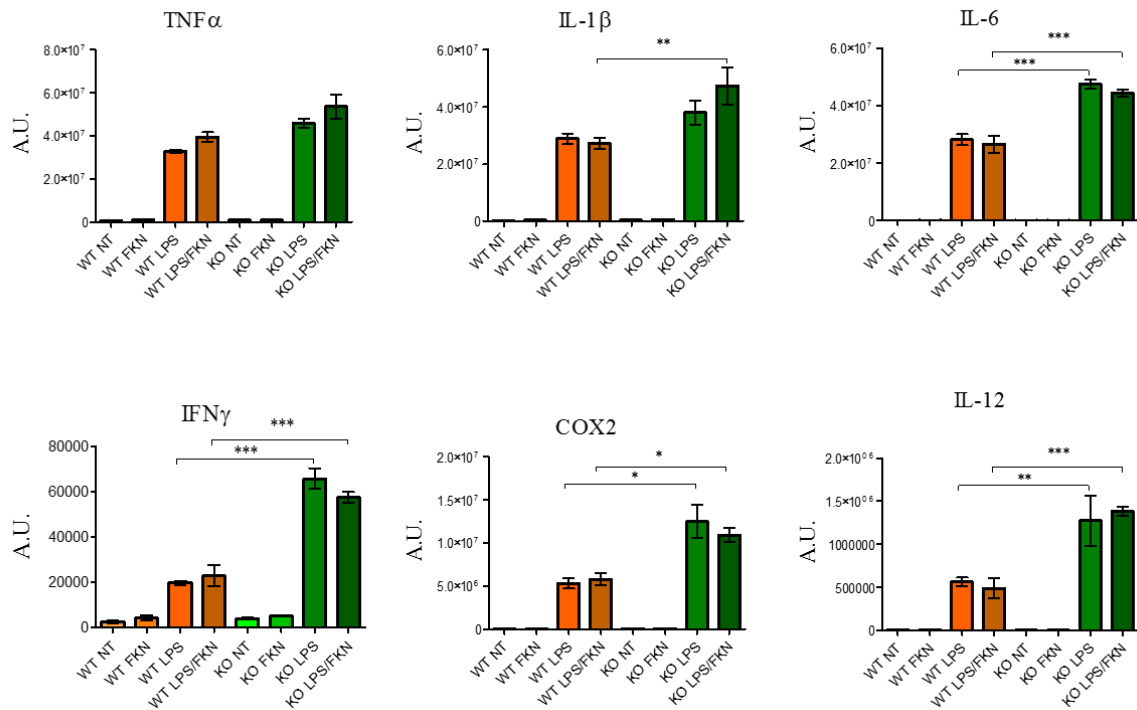 TNFα
8.0×10⁷
6.0×10⁷
4.0×10⁷
2.0×10⁷
0
A.U.
WT NT
WT FKN
WT LPS
WT LPS/FKN
KO NT
KO FKN
KO LPS
KO LPS/FKN
IL-1β
**
6.0×10⁷
4.0×10⁷
2.0×10⁷
0
A.U.
WT NT
WT FKN
WT LPS
WT LPS/FKN
KO NT
KO FKN
KO LPS
KO LPS/FKN
IL-6
***
***
6.0×10⁷
4.0×10⁷
2.0×10⁷
0
A.U.
WT NT
WT FKN
WT LPS
WT LPS/FKN
KO NT
KO FKN
KO LPS
KO LPS/FKN
IFNγ
***
***
80000
60000
40000
20000
0
A.U.
WT NT
WT FKN
WT LPS
WT LPS/FKN
KO NT
KO FKN
KO LPS
KO LPS/FKN
COX2
*
*
2.0×10⁷
1.5×10⁷
1.0×10⁷
5.0×10⁶
0
A.U.
WT NT
WT FKN
WT LPS
WT LPS/FKN
KO NT
KO FKN
KO LPS
KO LPS/FKN
IL-12
***
**
2.0×10⁰⁶
1.5×10⁰⁶
1000000
500000
0
A.U.
WT NT
WT FKN
WT LPS
WT LPS/FKN
KO NT
KO FKN
KO LPS
KO LPS/FKN